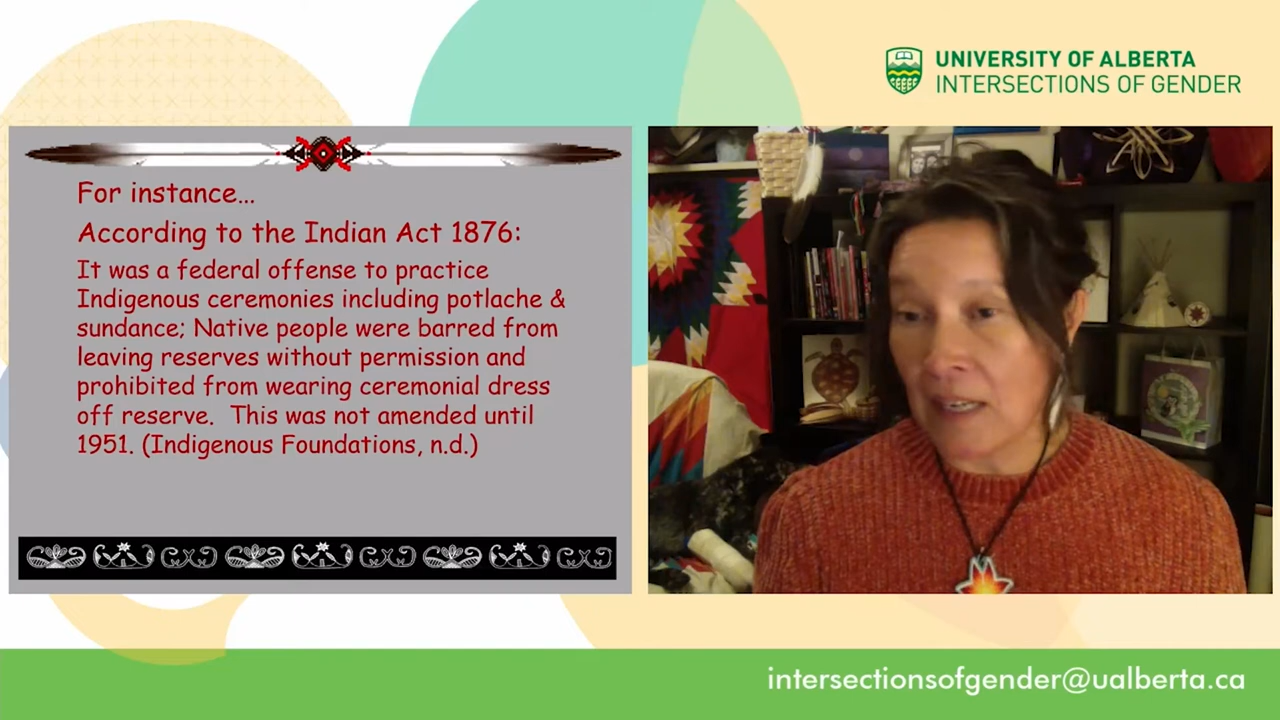 UNIVERSITY OF ALBERTA
INTERSECTIONS OF GENDER
For instance...
According to the Indian Act 1876:
It was a federal offense to practice
Indigenous ceremonies including potlache &
sundance; Native people were barred from
leaving reserves without permission and
prohibited from wearing ceremonial dress
off reserve. This was not amended until
1951. (Indigenous Foundations, n.d.)
intersectionsofgender@ualberta.ca